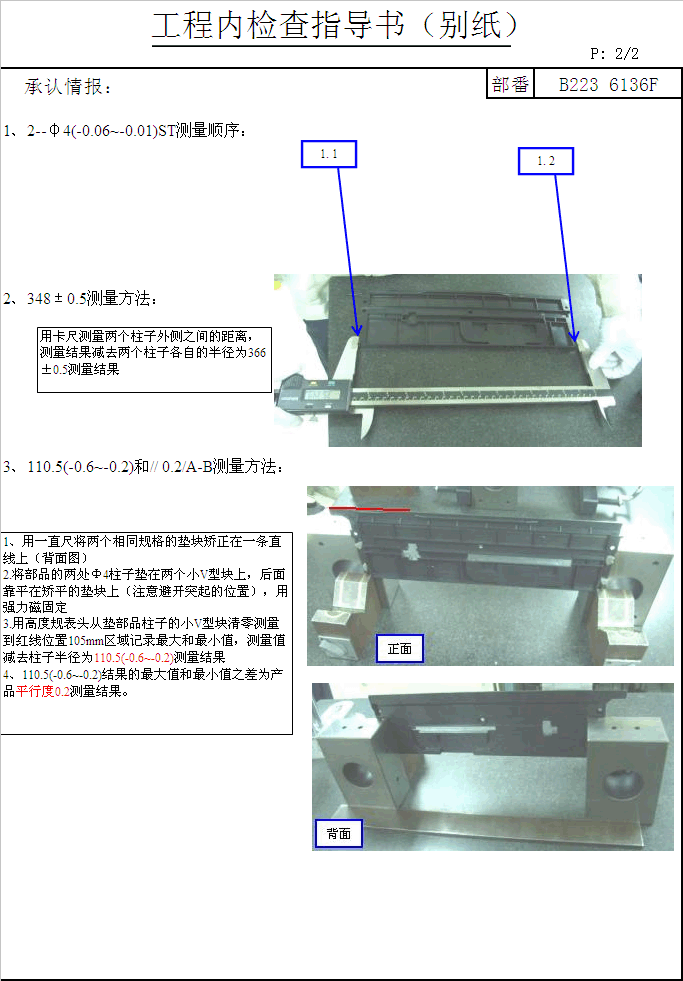 工程内检查指导书（别纸）
P: 2/2
承认情报:
部番
B223 6136F
1、2--Φ4(-0.06~-0.01)ST测量顺序:
1.1
1.2
2、348±0.5测量方法:
用卡尺测量两个柱子外侧之间的距离，
测量结果减去两个柱子各自的半径为366
±0.5测量结果
3、110.5(-0.6~-0.2)和// 0.2/A-B测量方法:
1、用一直尺将两个相同规格的垫块矫正在一条直
线上（背面图）
2.将部品的两处Φ4柱子垫在两个小V型块上，后面
靠平在矫平的垫块上（注意避开突起的位置），用
强力磁固定
3.用高度规表头从垫部品柱子的小V型块清零测量
到红线位置105mm区域记录最大和最小值，测量值
减去柱子半径为110.5(-0.6~-0.2)测量结果
4、110.5(-0.6~-0.2)结果的最大值和最小值之差为产
品平行度0.2测量结果。
正面
背面